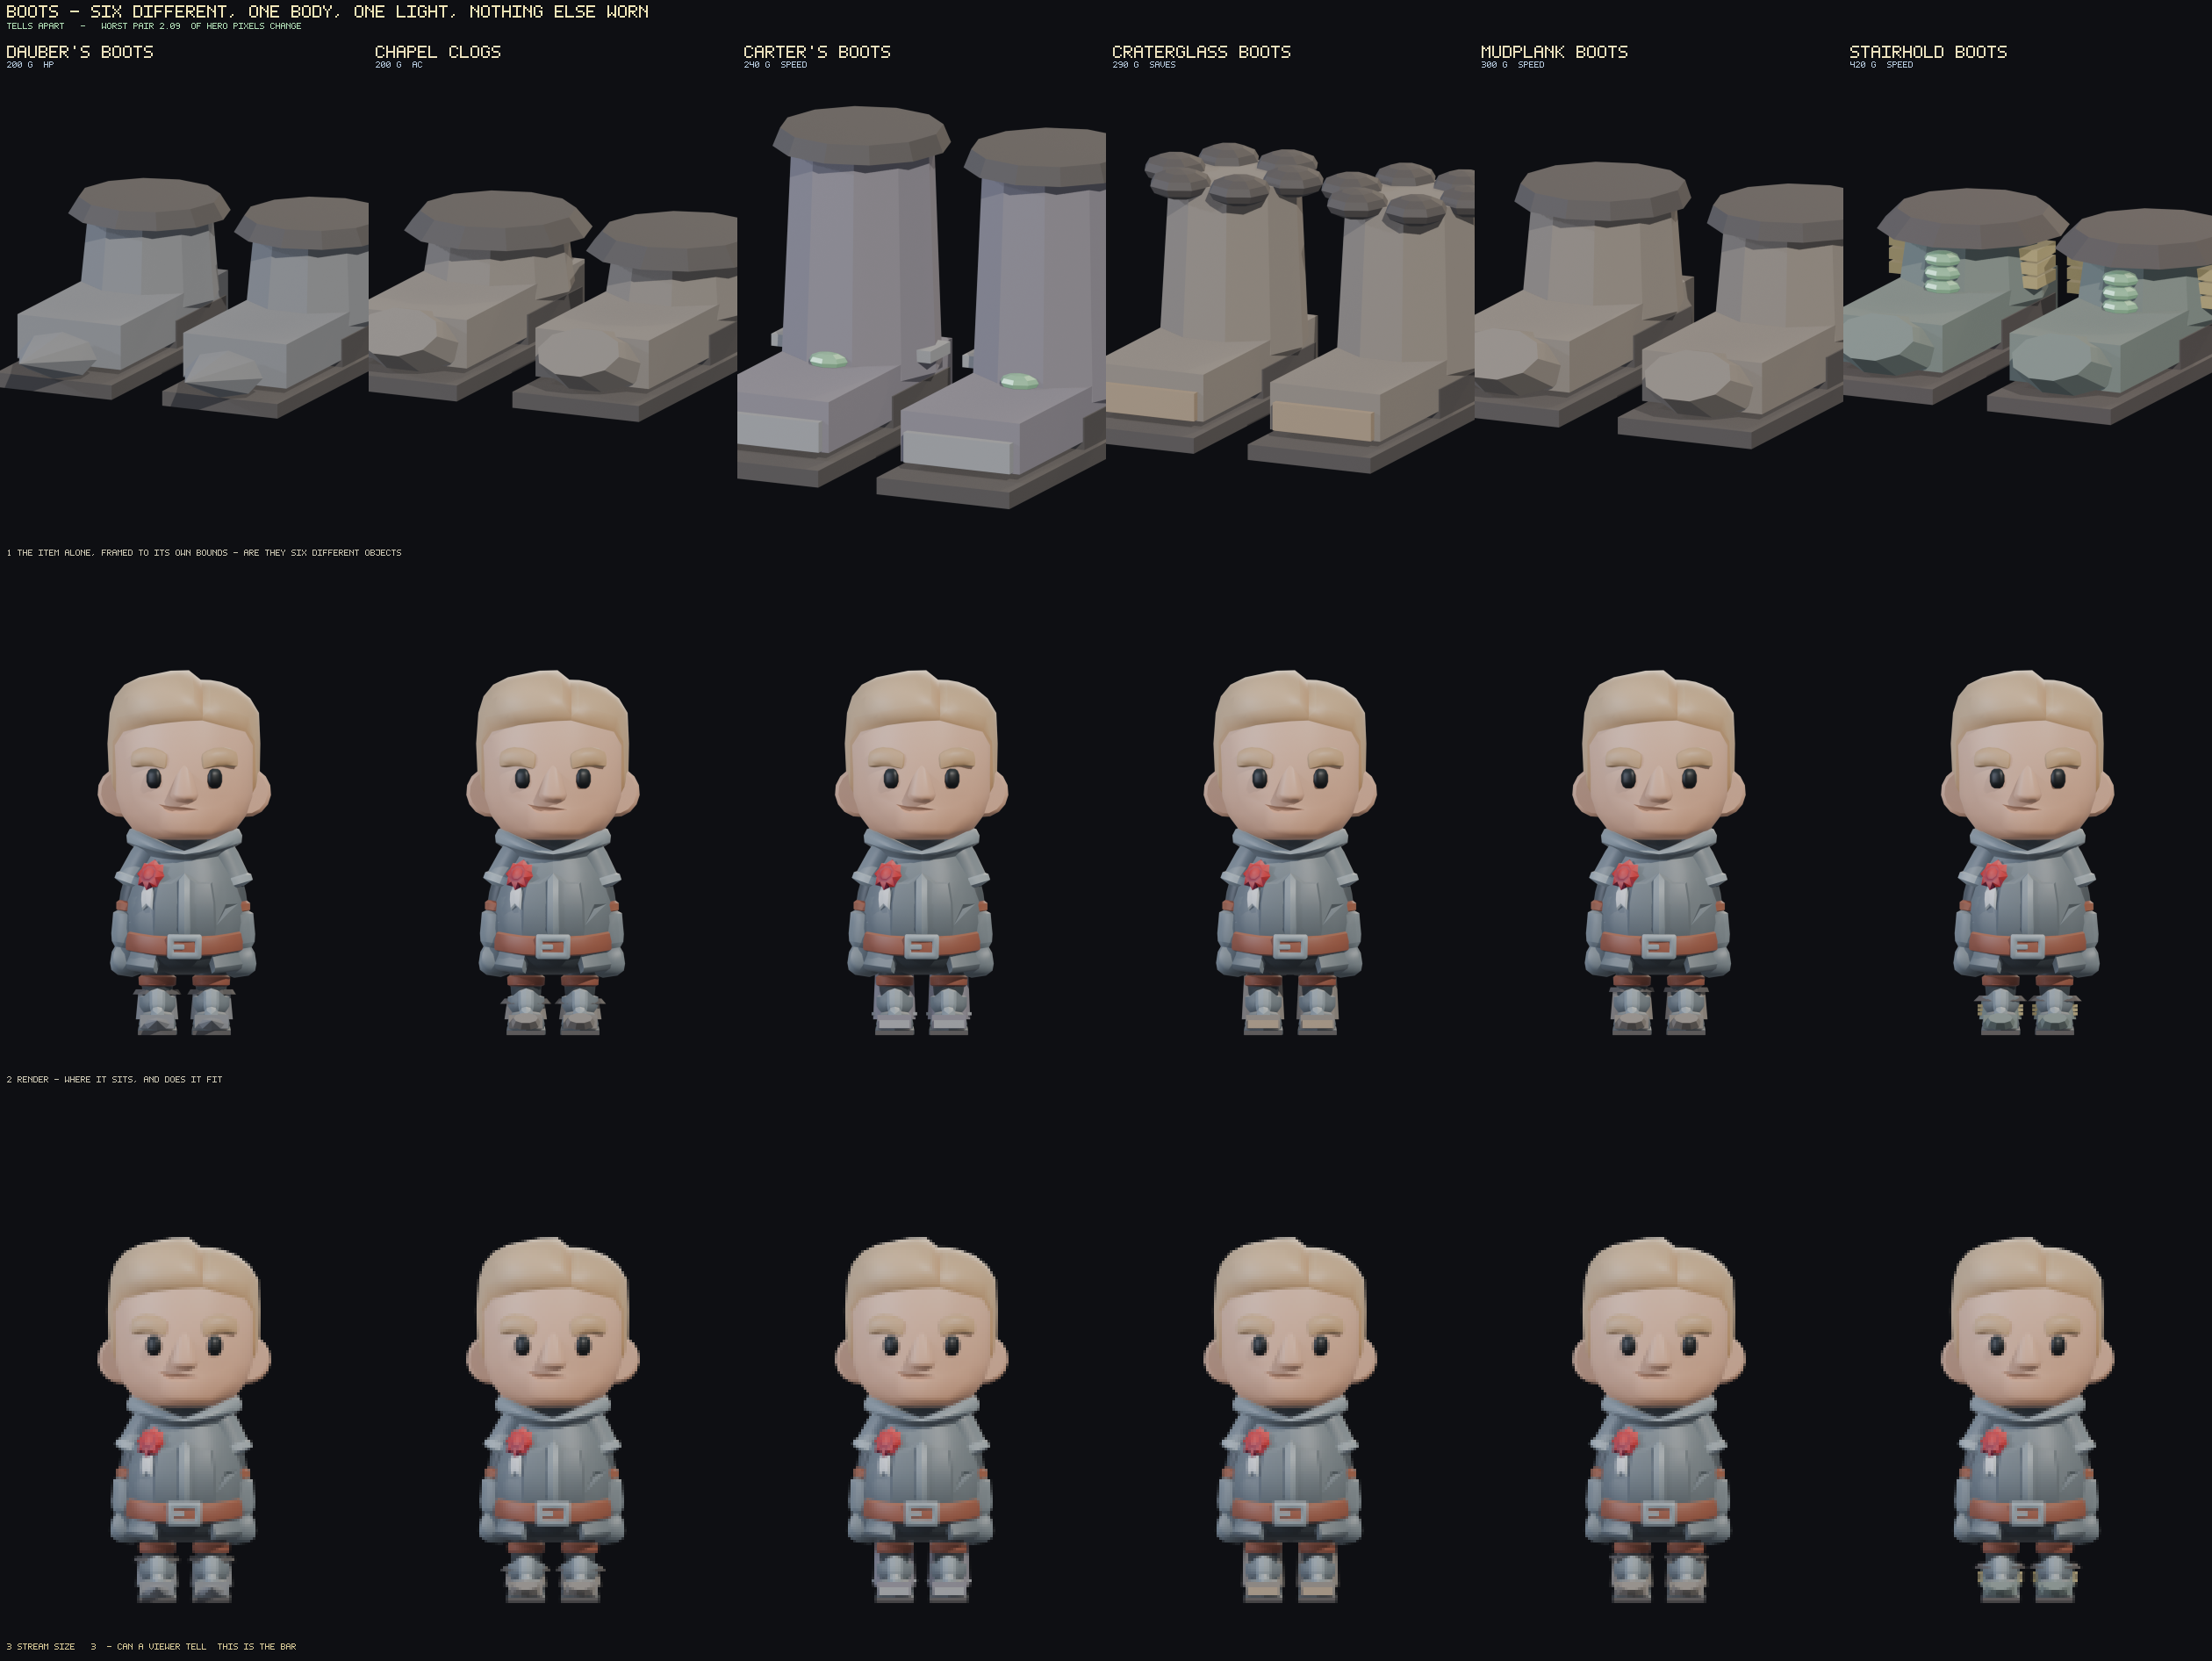 BOOTS - SIX DIFFERENT, ONE BODY, ONE LIGHT, NOTHING ELSE WORN
TELLS APART - WORST PAIR 2.09 OF HERO PIXELS CHANGE
DAUBER'S BOOTS
200 G HP
CHAPEL CLOGS
200 G AC
CARTER'S BOOTS
240 G SPEED
CRATERGLASS BOOTS
290 G SAVES
MUDPLANK BOOTS
300 G SPEED
STAIRHOLD BOOTS
420 G SPEED
1 THE ITEM ALONE, FRAMED TO ITS OWN BOUNDS - ARE THEY SIX DIFFERENT OBJECTS
2 RENDER - WHERE IT SITS, AND DOES IT FIT
3 STREAM SIZE 3 - CAN A VIEWER TELL THIS IS THE BAR